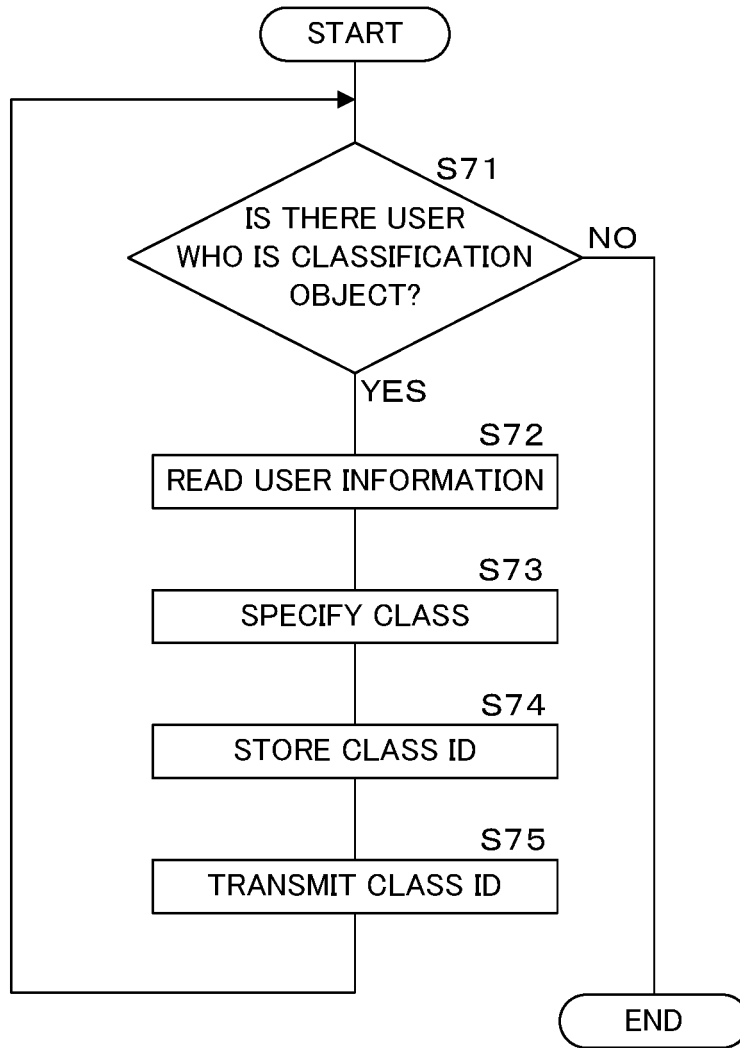 START
S71
IS THERE USER
WHO IS CLASSIFICATION
OBJECT?
NO
YES
S72
READ USER INFORMATION
S73
SPECIFY CLASS
S74
STORE CLASS ID
S75
TRANSMIT CLASS ID
END